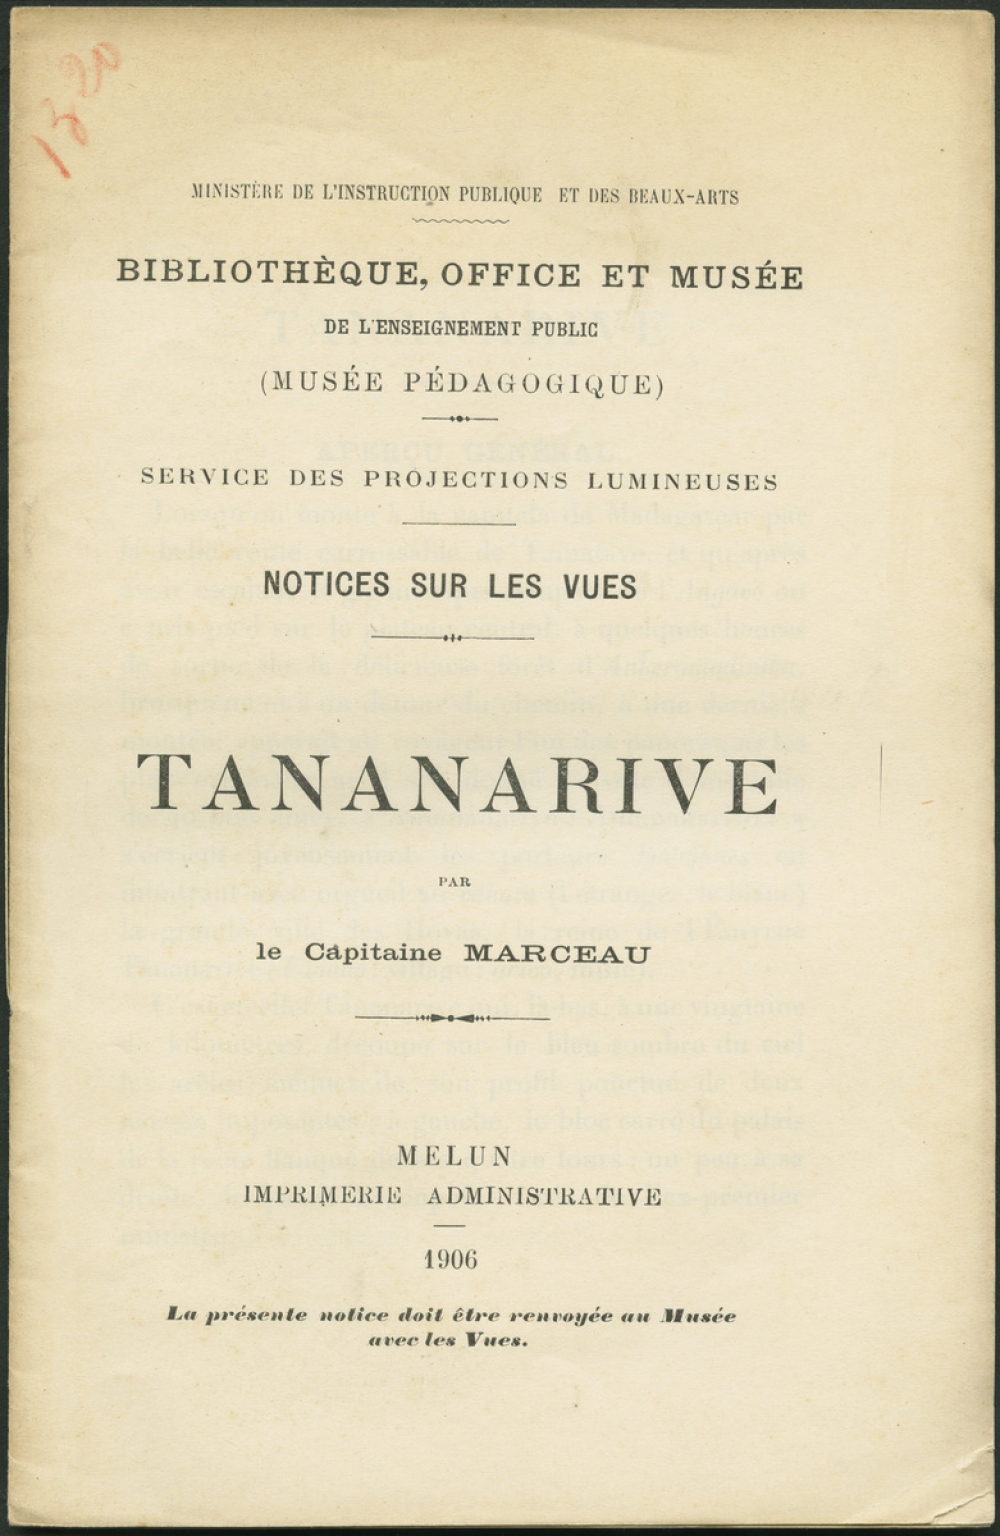 MINISTÈRE DE L'INSTRUCTION PUBLIQUE ET DES BEAUX-ARTS
BIBLIOTHÈQUE, OFFICE ET MUSÉE
DE L'ENSEIGNEMENT PUBLIC
(MUSÉE PÉDAGOGIQUE)
SERVICE DES PROJECTIONS LUMINEUSES
NOTICES SUR LES VUES
TANANARIVE
PAR
le Capitaine MARCEAU
MELUN
IMPRIMERIE ADMINISTRATIVE
1906
La présente notice doit être renvoyée au Musée
avec les Vues.